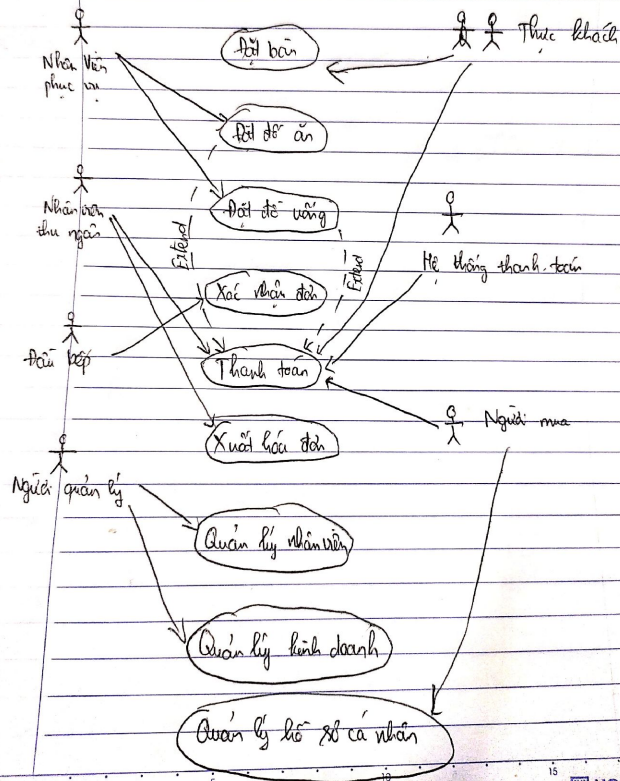 Đặt bàn
Thực khách
Nhân viên
phục vụ
Đặt đồ ăn
Nhân viên
thu ngân
Đặt đồ uống
Extend
Extend
Hệ thống thanh toán
Xác nhận đơn
Đầu bếp
Thanh toán
Người mua
Xuất hóa đơn
Người quản lý
Quản lý nhân viên
Quản lý kinh doanh
Quản lý hồ sơ cá nhân
15